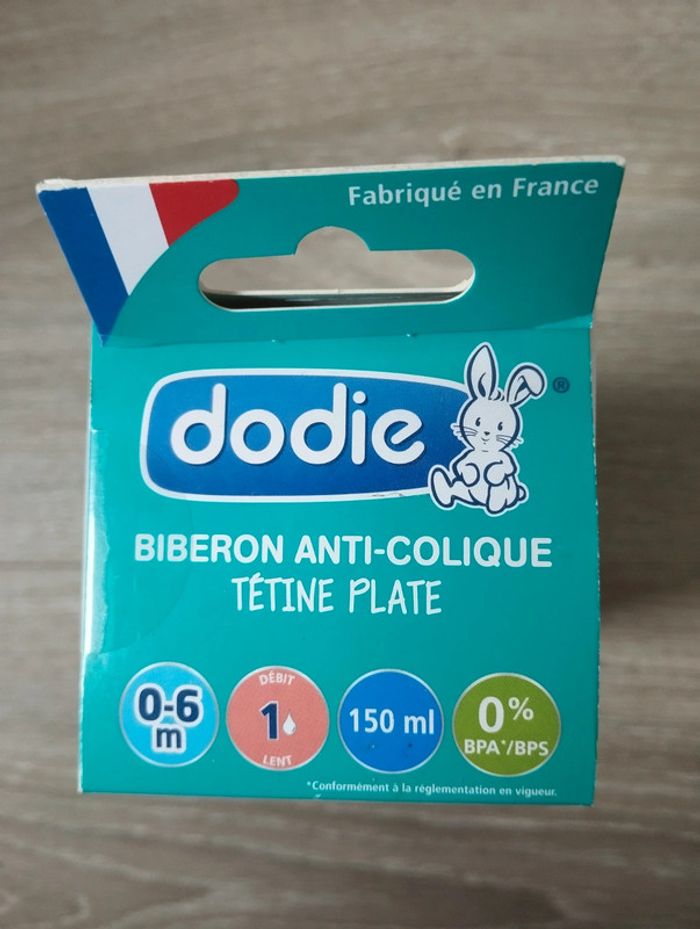 Fabriqué en France
dodie®
BIBERON ANTI-COLIQUE
TÉTINE PLATE
0-6
m
DÉBIT
1
LENT
150 ml
0%
BPA*/BPS
*Conformément à la réglementation en vigueur.